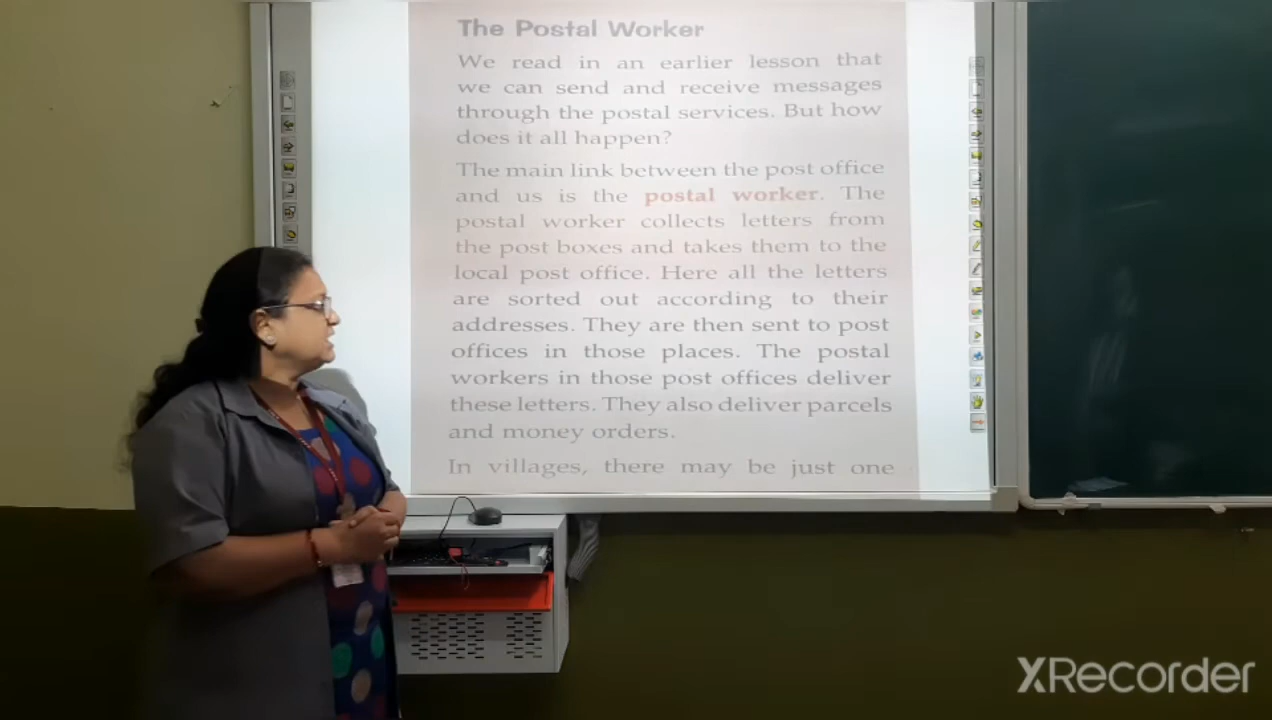 The Postal Worker
We read in an earlier lesson that
we can send and receive messages
through the postal services. But how
does it all happen?
The main link between the post office
and us is the postal worker. The
postal worker collects letters from
the post boxes and takes them to the
local post office. Here all the letters
are sorted out according to their
addresses. They are then sent to post
offices in those places. The postal
workers in those post offices deliver
these letters. They also deliver parcels
and money orders.
In villages, there may be just one
XRecorder